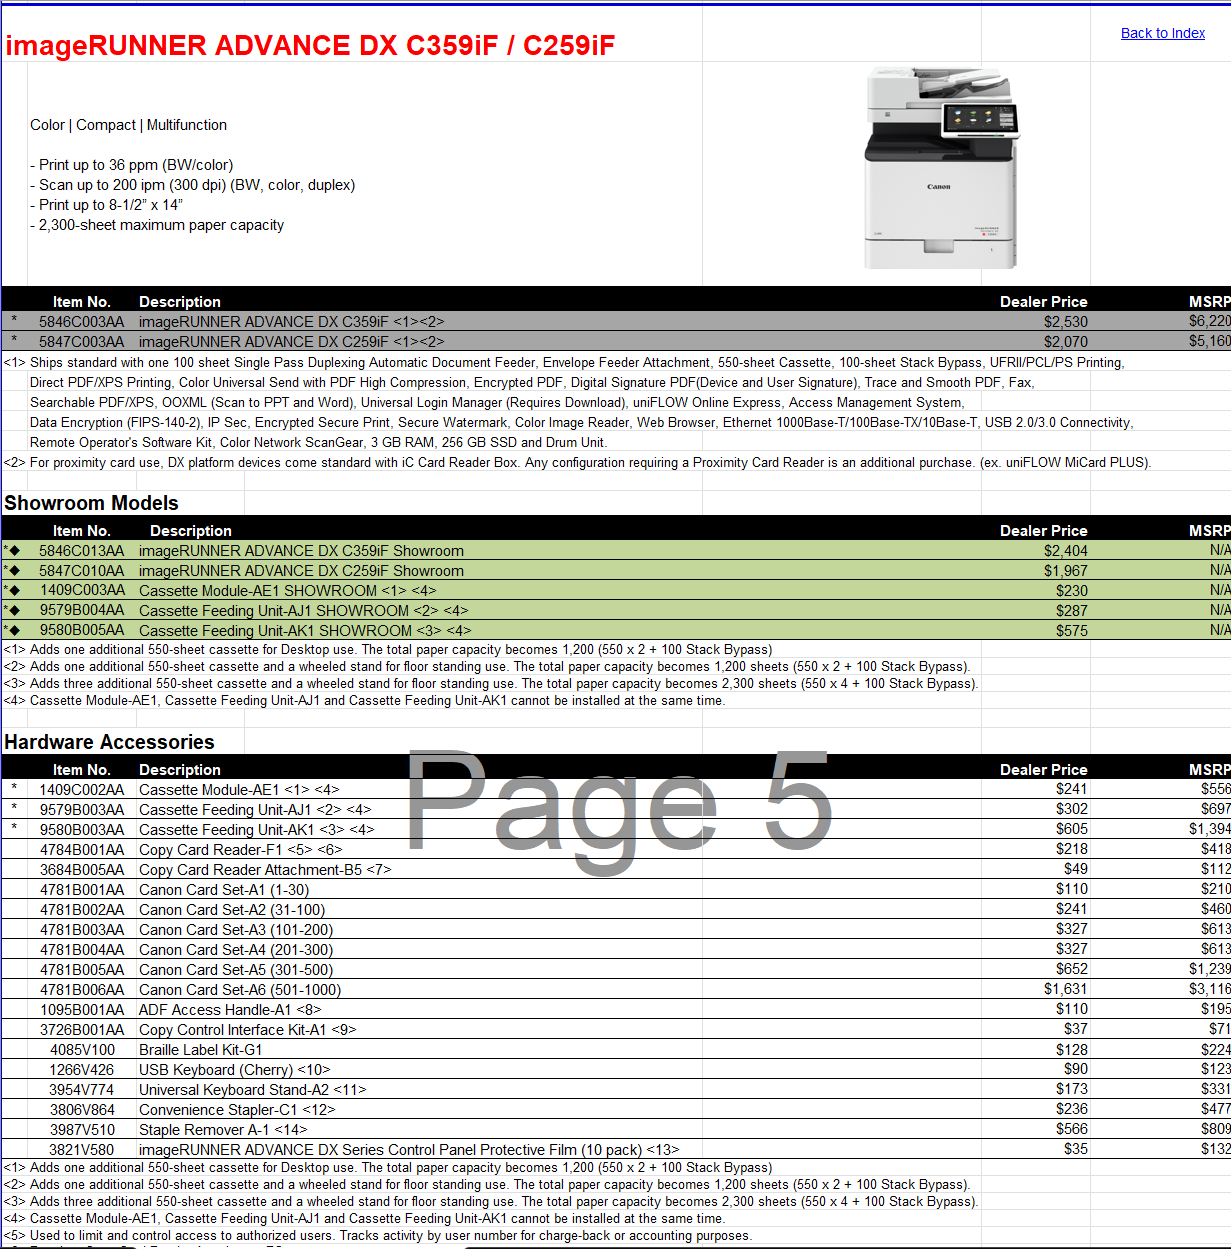 imageRUNNER ADVANCE DX C359iF / C259iF
Back to Index
Color | Compact | Multifunction
- Print up to 36 ppm (BW/color)
- Scan up to 200 ipm (300 dpi) (BW, color, duplex)
- Print up to 8-1/2” x 14”
- 2,300-sheet maximum paper capacity
Canon
Item No. Description Dealer Price MSRP
* 5846C003AA imageRUNNER ADVANCE DX C359iF <1><2> $2,530 $6,220
* 5847C003AA imageRUNNER ADVANCE DX C259iF <1><2> $2,070 $5,160
<1> Ships standard with one 100 sheet Single Pass Duplexing Automatic Document Feeder, Envelope Feeder Attachment, 550-sheet Cassette, 100-sheet Stack Bypass, UFRII/PCL/PS Printing,
Direct PDF/XPS Printing, Color Universal Send with PDF High Compression, Encrypted PDF, Digital Signature PDF(Device and User Signature), Trace and Smooth PDF, Fax,
Searchable PDF/XPS, OOXML (Scan to PPT and Word), Universal Login Manager (Requires Download), uniFLOW Online Express, Access Management System,
Data Encryption (FIPS-140-2), IP Sec, Encrypted Secure Print, Secure Watermark, Color Image Reader, Web Browser, Ethernet 1000Base-T/100Base-TX/10Base-T, USB 2.0/3.0 Connectivity,
Remote Operator's Software Kit, Color Network ScanGear, 3 GB RAM, 256 GB SSD and Drum Unit.
<2> For proximity card use, DX platform devices come standard with iC Card Reader Box. Any configuration requiring a Proximity Card Reader is an additional purchase. (ex. uniFLOW MiCard PLUS).
Showroom Models
Item No. Description Dealer Price MSRP
*◆ 5846C013AA imageRUNNER ADVANCE DX C359iF Showroom $2,404 N/A
*◆ 5847C010AA imageRUNNER ADVANCE DX C259iF Showroom $1,967 N/A
*◆ 1409C003AA Cassette Module-AE1 SHOWROOM <1> <4> $230 N/A
*◆ 9579B004AA Cassette Feeding Unit-AJ1 SHOWROOM <2> <4> $287 N/A
*◆ 9580B005AA Cassette Feeding Unit-AK1 SHOWROOM <3> <4> $575 N/A
<1> Adds one additional 550-sheet cassette for Desktop use. The total paper capacity becomes 1,200 (550 x 2 + 100 Stack Bypass)
<2> Adds one additional 550-sheet cassette and a wheeled stand for floor standing use. The total paper capacity becomes 1,200 sheets (550 x 2 + 100 Stack Bypass).
<3> Adds three additional 550-sheet cassette and a wheeled stand for floor standing use. The total paper capacity becomes 2,300 sheets (550 x 4 + 100 Stack Bypass).
<4> Cassette Module-AE1, Cassette Feeding Unit-AJ1 and Cassette Feeding Unit-AK1 cannot be installed at the same time.
Hardware Accessories
Page 5
Item No. Description Dealer Price MSRP
* 1409C002AA Cassette Module-AE1 <1> <4> $241 $556
* 9579B003AA Cassette Feeding Unit-AJ1 <2> <4> $302 $697
* 9580B003AA Cassette Feeding Unit-AK1 <3> <4> $605 $1,394
4784B001AA Copy Card Reader-F1 <5> <6> $218 $418
3684B005AA Copy Card Reader Attachment-B5 <7> $49 $112
4781B001AA Canon Card Set-A1 (1-30) $110 $210
4781B002AA Canon Card Set-A2 (31-100) $241 $460
4781B003AA Canon Card Set-A3 (101-200) $327 $613
4781B004AA Canon Card Set-A4 (201-300) $327 $613
4781B005AA Canon Card Set-A5 (301-500) $652 $1,239
4781B006AA Canon Card Set-A6 (501-1000) $1,631 $3,116
1095B001AA ADF Access Handle-A1 <8> $110 $195
3726B001AA Copy Control Interface Kit-A1 <9> $37 $71
4085V100 Braille Label Kit-G1 $128 $224
1266V426 USB Keyboard (Cherry) <10> $90 $123
3954V774 Universal Keyboard Stand-A2 <11> $173 $331
3806V864 Convenience Stapler-C1 <12> $236 $477
3987V510 Staple Remover A-1 <14> $566 $809
3821V580 imageRUNNER ADVANCE DX Series Control Panel Protective Film (10 pack) <13> $35 $132
<1> Adds one additional 550-sheet cassette for Desktop use. The total paper capacity becomes 1,200 (550 x 2 + 100 Stack Bypass)
<2> Adds one additional 550-sheet cassette and a wheeled stand for floor standing use. The total paper capacity becomes 1,200 sheets (550 x 2 + 100 Stack Bypass).
<3> Adds three additional 550-sheet cassette and a wheeled stand for floor standing use. The total paper capacity becomes 2,300 sheets (550 x 4 + 100 Stack Bypass).
<4> Cassette Module-AE1, Cassette Feeding Unit-AJ1 and Cassette Feeding Unit-AK1 cannot be installed at the same time.
<5> Used to limit and control access to authorized users. Tracks activity by user number for charge-back or accounting purposes.